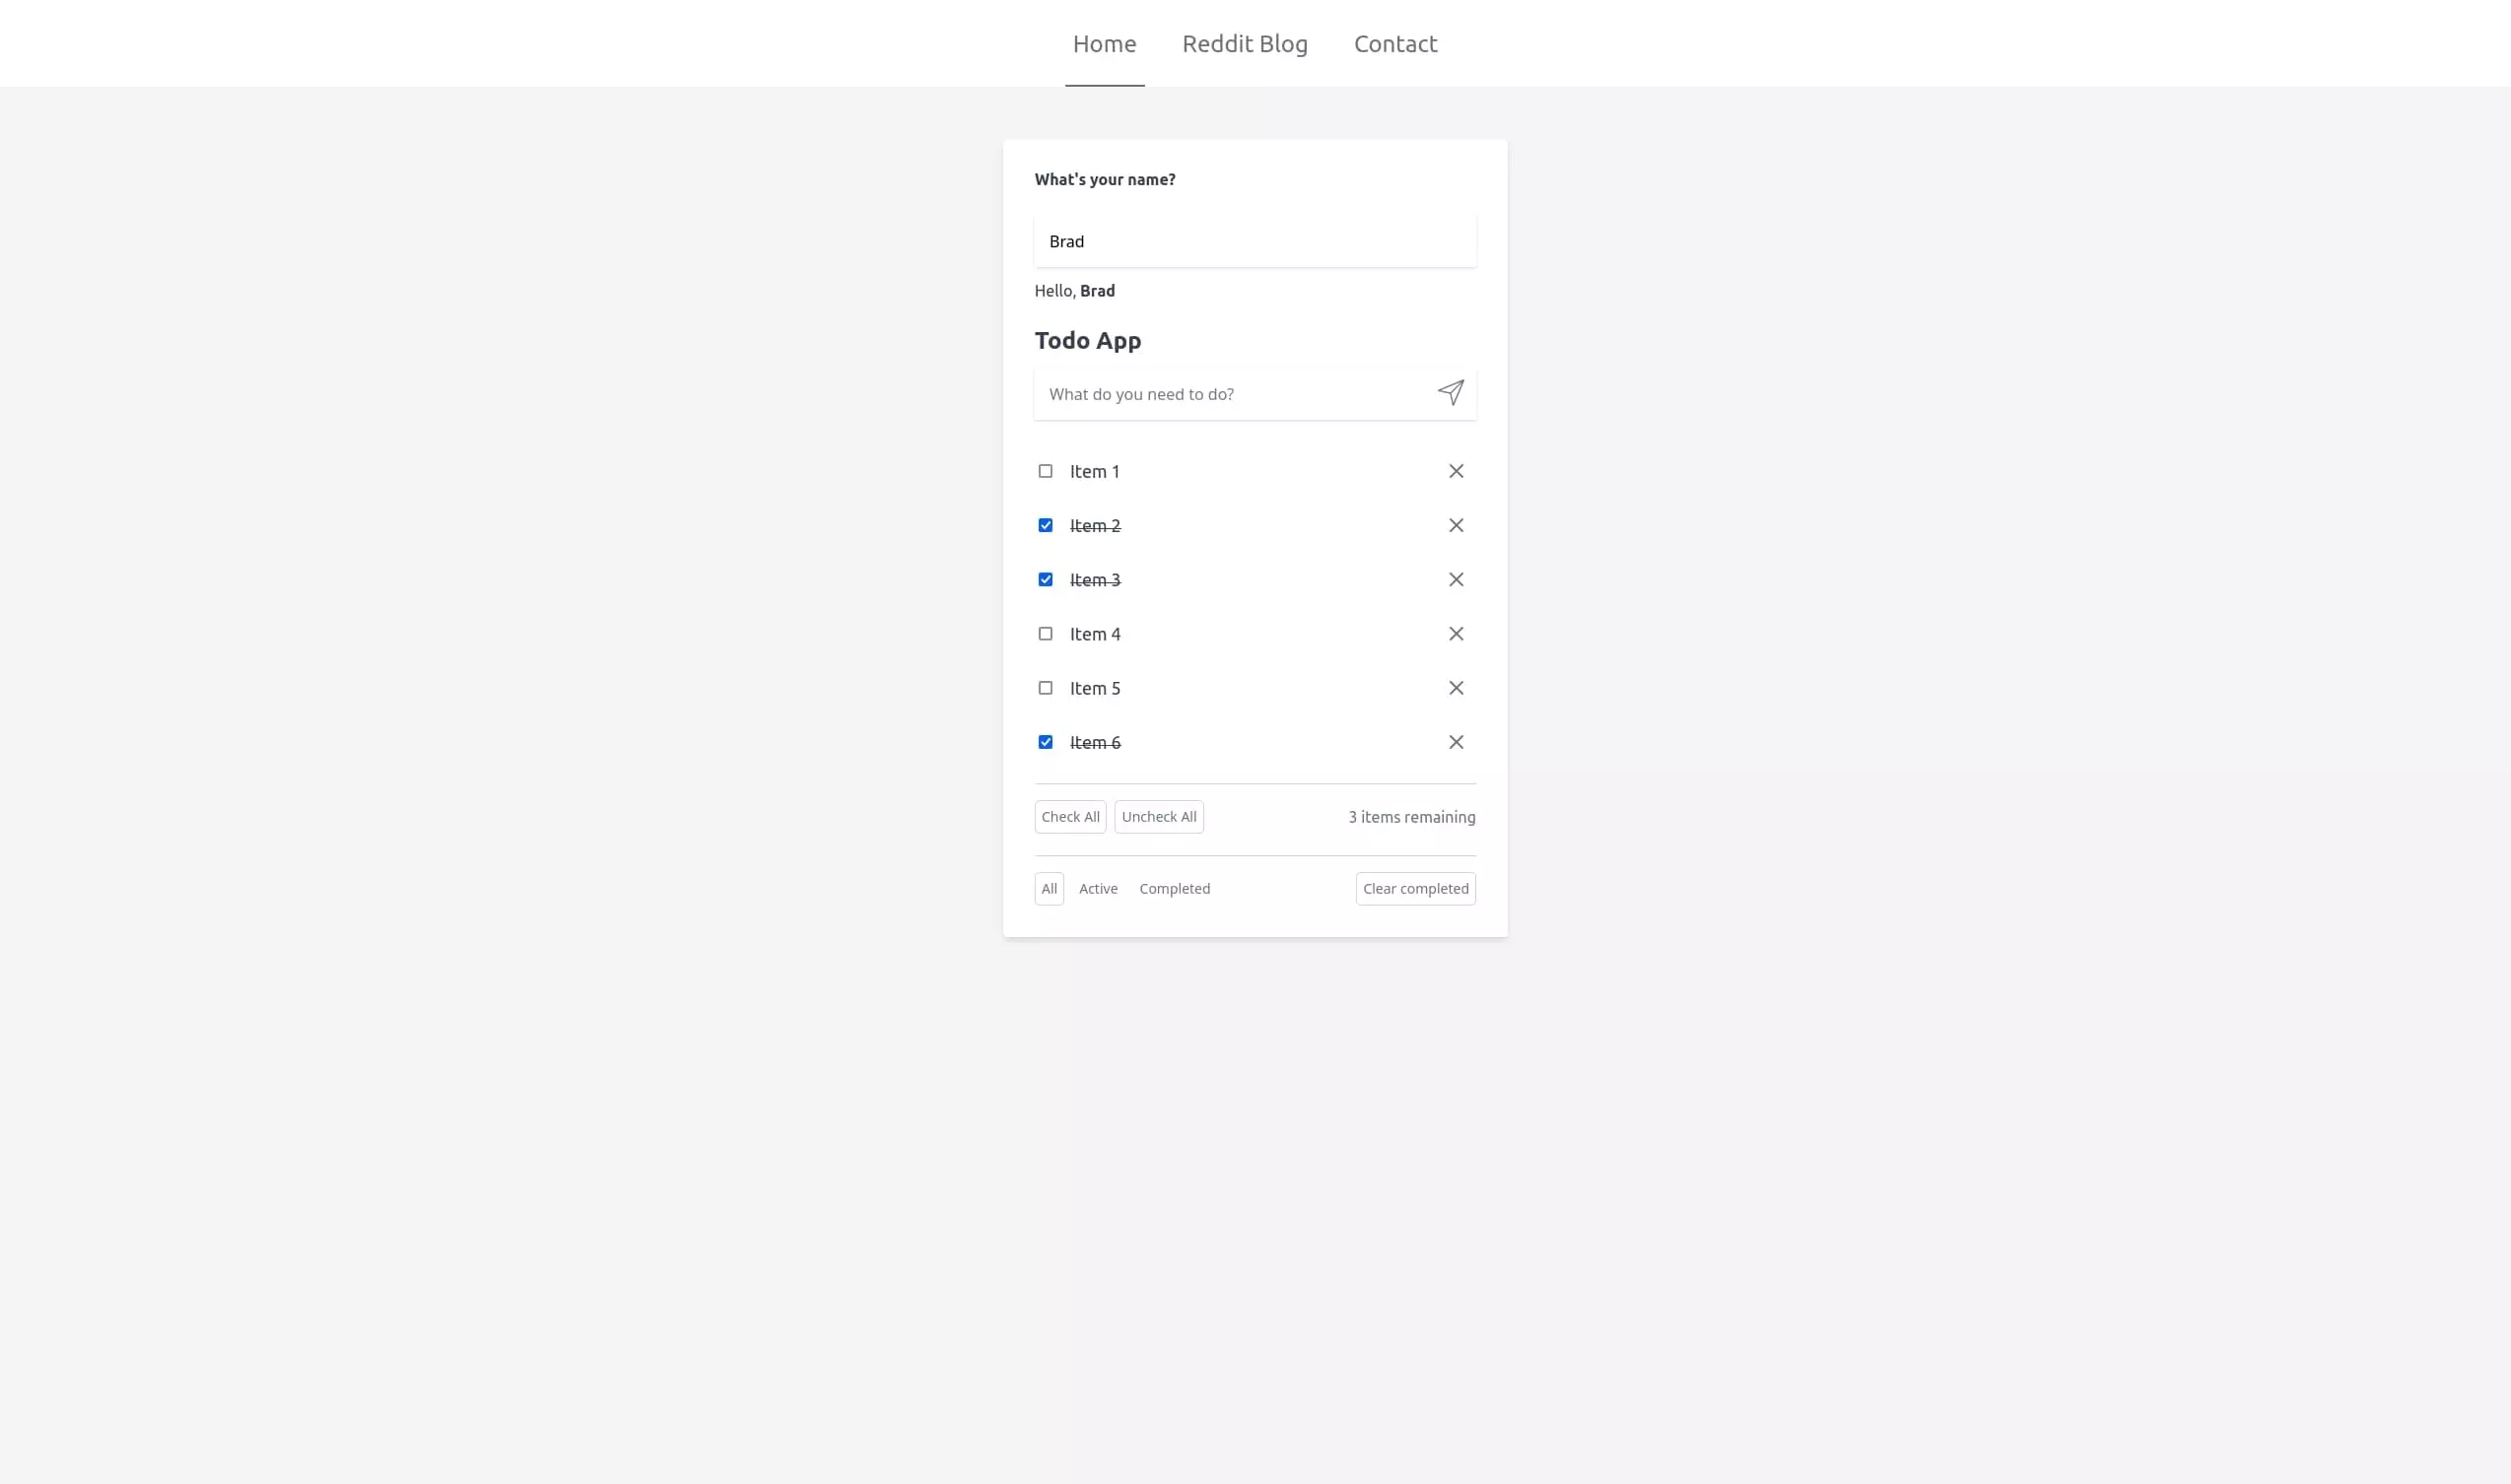 Home Reddit Blog Contact
What's your name?
Brad
Hello, Brad
Todo App
What do you need to do?
Item 1
Item 2
Item 3
Item 4
Item 5
Item 6
Check All Uncheck All 3 items remaining
All Active Completed Clear completed